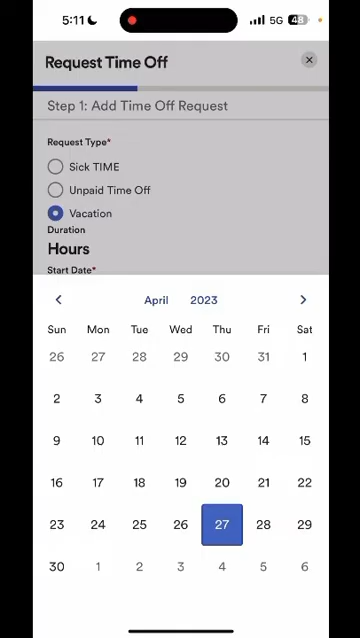 5:11 5G 48
Request Time Off
Step 1: Add Time Off Request
Request Type*
Sick TIME
Unpaid Time Off
Vacation
Duration
Hours
Start Date*
April 2023
Sun Mon Tue Wed Thu Fri Sat
26 27 28 29 30 31 1
2 3 4 5 6 7 8
9 10 11 12 13 14 15
16 17 18 19 20 21 22
23 24 25 26 27 28 29
30 1 2 3 4 5 6